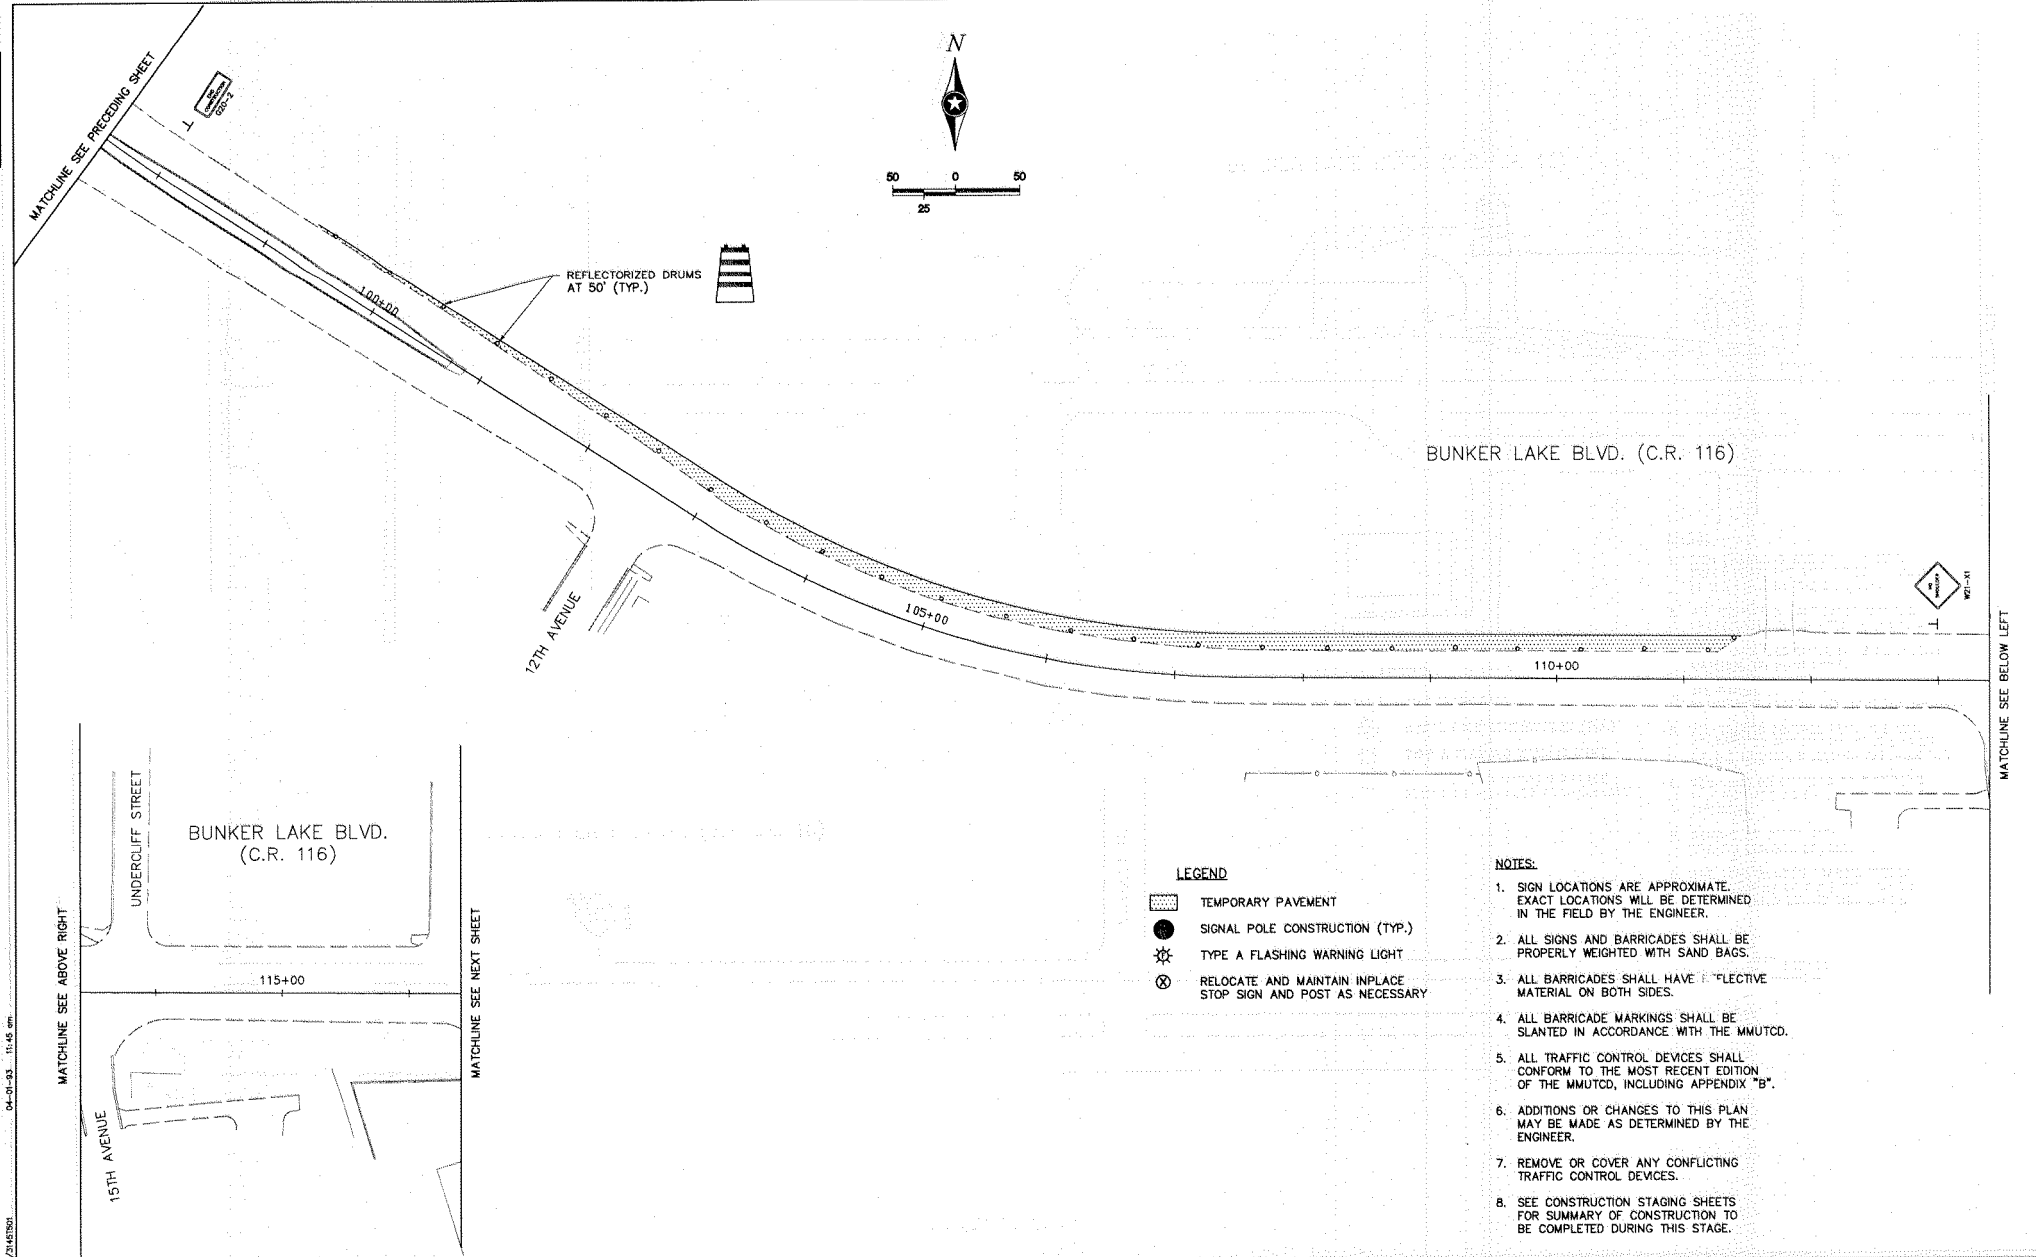 MATCHLINE SEE PRECEDING SHEET
END
CONSTRUCTION
G20-2
N
50 0 50
25
REFLECTORIZED DRUMS
AT 50' (TYP.)
100+00
BUNKER LAKE BLVD. (C.R. 116)
NO
SHOULDER
W21-X1
12TH AVENUE
105+00
110+00
MATCHLINE SEE BELOW LEFT
MATCHLINE SEE ABOVE RIGHT
UNDERCLIFF STREET
BUNKER LAKE BLVD.
(C.R. 116)
115+00
15TH AVENUE
MATCHLINE SEE NEXT SHEET
LEGEND
TEMPORARY PAVEMENT
SIGNAL POLE CONSTRUCTION (TYP.)
TYPE A FLASHING WARNING LIGHT
RELOCATE AND MAINTAIN INPLACE
STOP SIGN AND POST AS NECESSARY
NOTES:
1. SIGN LOCATIONS ARE APPROXIMATE.
EXACT LOCATIONS WILL BE DETERMINED
IN THE FIELD BY THE ENGINEER.
2. ALL SIGNS AND BARRICADES SHALL BE
PROPERLY WEIGHTED WITH SAND BAGS.
3. ALL BARRICADES SHALL HAVE
MATERIAL ON BOTH SIDES.
4. ALL BARRICADE MARKINGS SHALL BE
SLANTED IN ACCORDANCE WITH THE MMUTCD.
5. ALL TRAFFIC CONTROL DEVICES SHALL
CONFORM TO THE MOST RECENT EDITION
OF THE MMUTCD, INCLUDING APPENDIX "B".
6. ADDITIONS OR CHANGES TO THIS PLAN
MAY BE MADE AS DETERMINED BY THE
ENGINEER.
7. REMOVE OR COVER ANY CONFLICTING
TRAFFIC CONTROL DEVICES.
8. SEE CONSTRUCTION STAGING SHEETS
FOR SUMMARY OF CONSTRUCTION TO
BE COMPLETED DURING THIS STAGE.
04-01-93 11:45 am